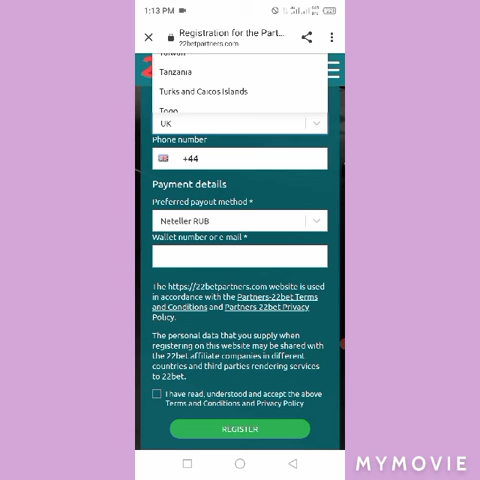 1:13 PM
Registration for the Part...
22betpartners.com
2
Taiwan
Tanzania
Turks and Caicos Islands
Togo
UK
Phone number
+44
Payment details
Preferred payout method *
Neteller RUB
Wallet number or e-mail *
The https://22betpartners.com website is used
in accordance with the Partners-22bet Terms
and Conditions and Partners 22bet Privacy
Policy.
The personal data that you supply when
registering on this website may be shared with
the 22bet affiliate companies in different
countries and third parties rendering services
to 22bet.
I have read, understood and accept the above
Terms and Conditions and Privacy Policy
REGISTER
MYMOVIE